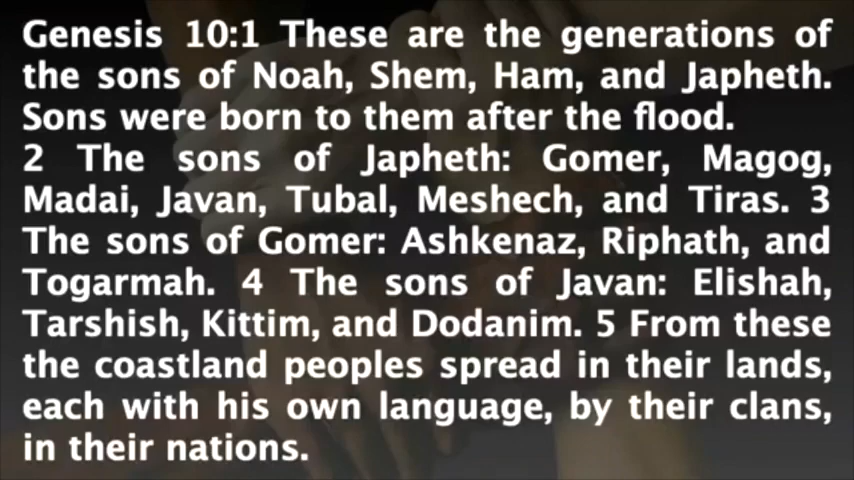 Genesis 10:1 These are the generations of
the sons of Noah, Shem, Ham, and Japheth.
Sons were born to them after the flood.
2 The sons of Japheth: Gomer, Magog,
Madai, Javan, Tubal, Meshech, and Tiras. 3
The sons of Gomer: Ashkenaz, Riphath, and
Togarmah. 4 The sons of Javan: Elishah,
Tarshish, Kittim, and Dodanim. 5 From these
the coastland peoples spread in their lands,
each with his own language, by their clans,
in their nations.